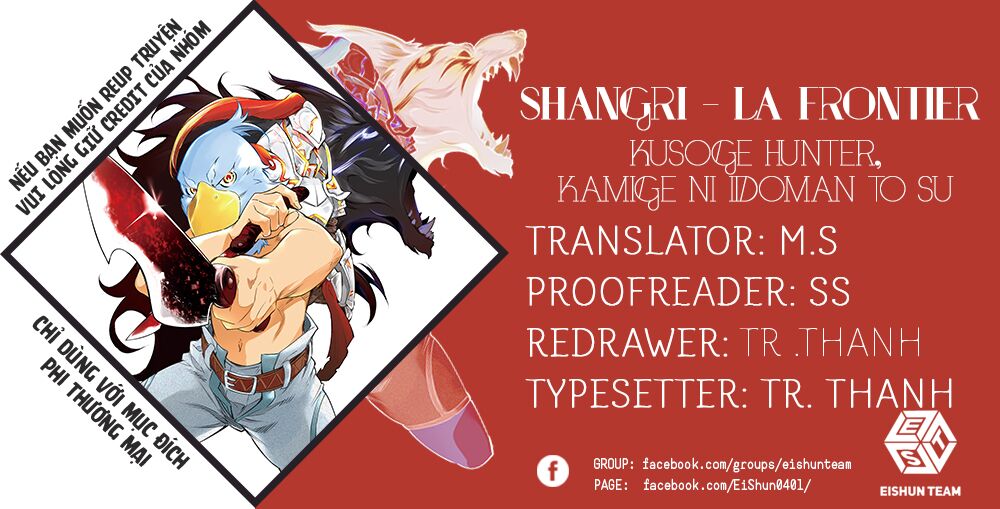 NẾU BẠN MUỐN REUP TRUYỆN
VUI LÒNG GIỮ CREDIT CỦA NHÓM
CHỈ DÙNG VỚI MỤC ĐÍCH
PHI THƯƠNG MẠI
SHANGRI - LA FRONTIER
KUSOGE HUNTER,
KAMIGE NI IIDOMAN TO SU
TRANSLATOR: M.S
PROOFREADER: SS
REDRAWER: TR .THANH
TYPESETTER: TR. THANH
GROUP: facebook.com/groups/eishunteam
PAGE: facebook.com/EiShun0401/
EIS
EISHUN TEAM